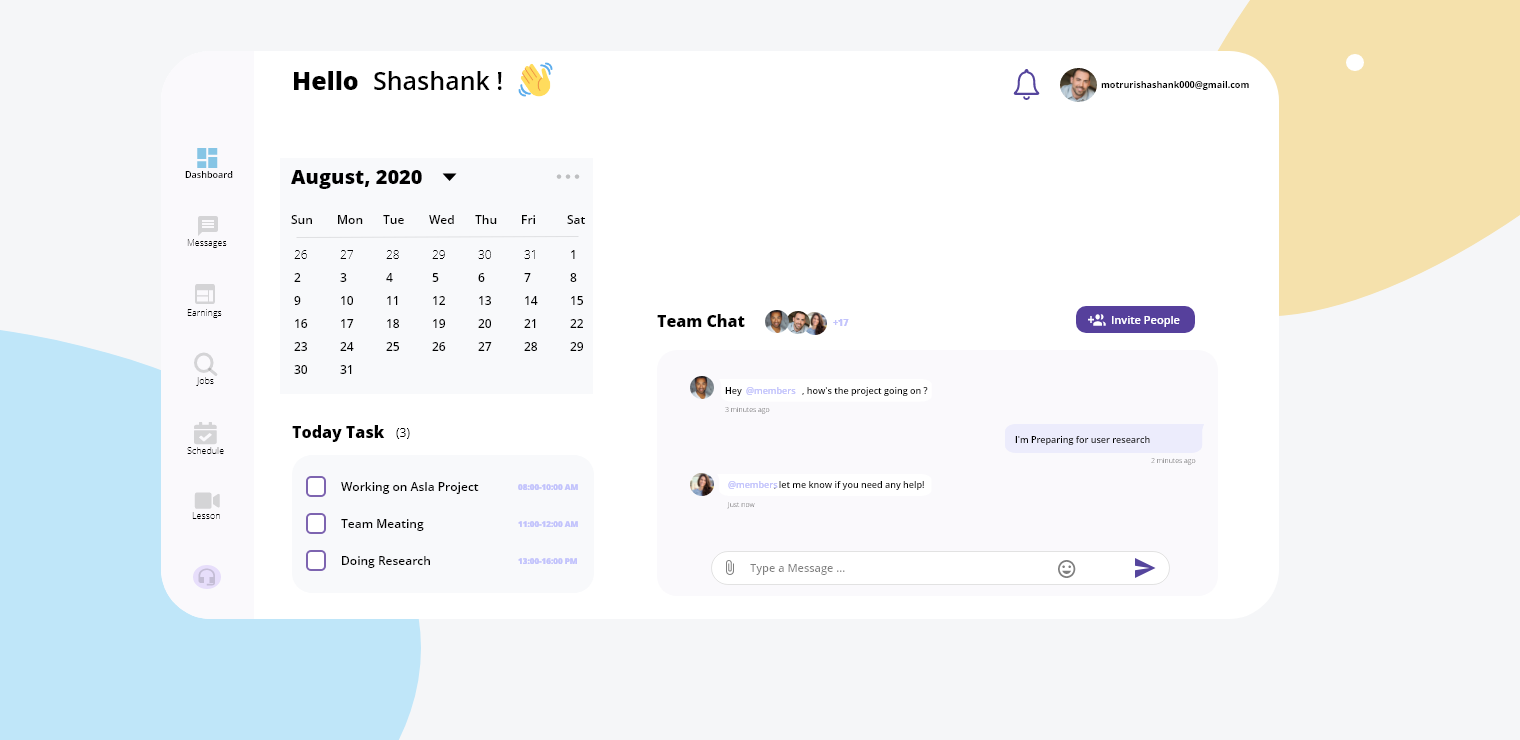 Hello Shashank !
motrurishashank000@gmail.com
Dashboard
Messages
Earnings
Jobs
Schedule
Lesson
August, 2020
Sun Mon Tue Wed Thu Fri Sat
26 27 28 29 30 31 1
2 3 4 5 6 7 8
9 10 11 12 13 14 15
16 17 18 19 20 21 22
23 24 25 26 27 28 29
30 31
Today Task (3)
Working on Asla Project 08:00-10:00 AM
Team Meating 11:00-12:00 AM
Doing Research 13:00-16:00 PM
Team Chat +17
Invite People
Hey @members , how's the project going on ?
3 minutes ago
I'm Preparing for user research
2 minutes ago
@members, let me know if you need any help!
Just now
Type a Message ...